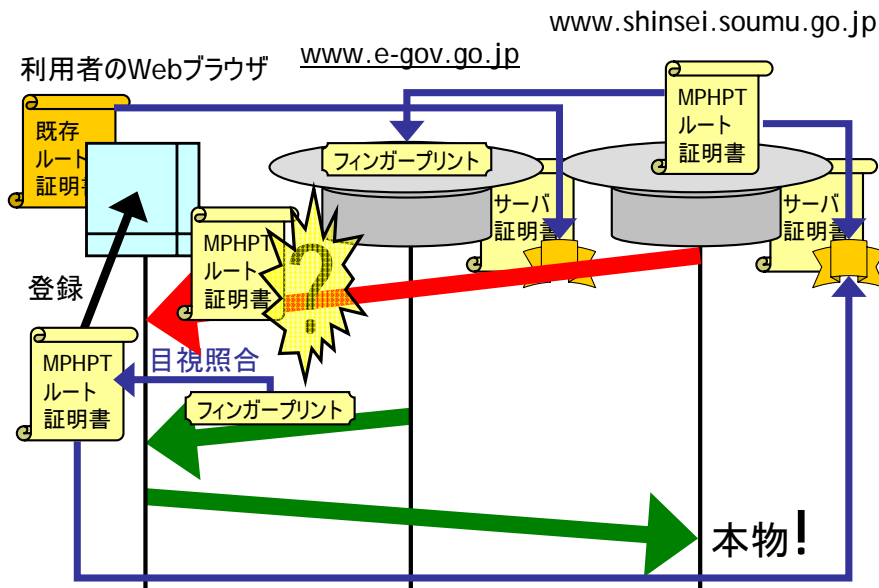 www.shinsei.soumu.go.jp
www.e-gov.go.jp
利用者のWebブラウザ
既存
ルート
証明
MPHPT
ルート
証明書
フィンガープリント
サーバ
証明書
サーバ
証明書
MPHPT
ルート
証明書
?
登録
目視照合
MPHPT
ルート
証明書
フィンガープリント
本物!